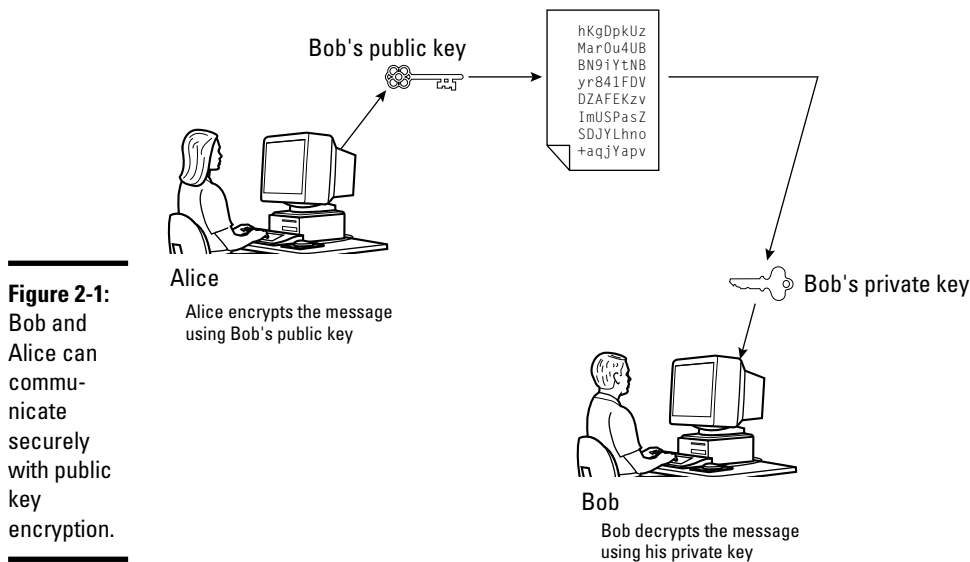 Bob's public key
hKgDpkUz
MarOu4UB
BN9iYtNB
yr841FDV
DZAFEKzv
ImUSPasZ
SDJYLhno
+aqjYapv
Alice
Alice encrypts the message
using Bob's public key
Bob's private key
Bob
Bob decrypts the message
using his private key
Figure 2-1:
Bob and
Alice can
commu-
nicate
securely
with public
key
encryption.